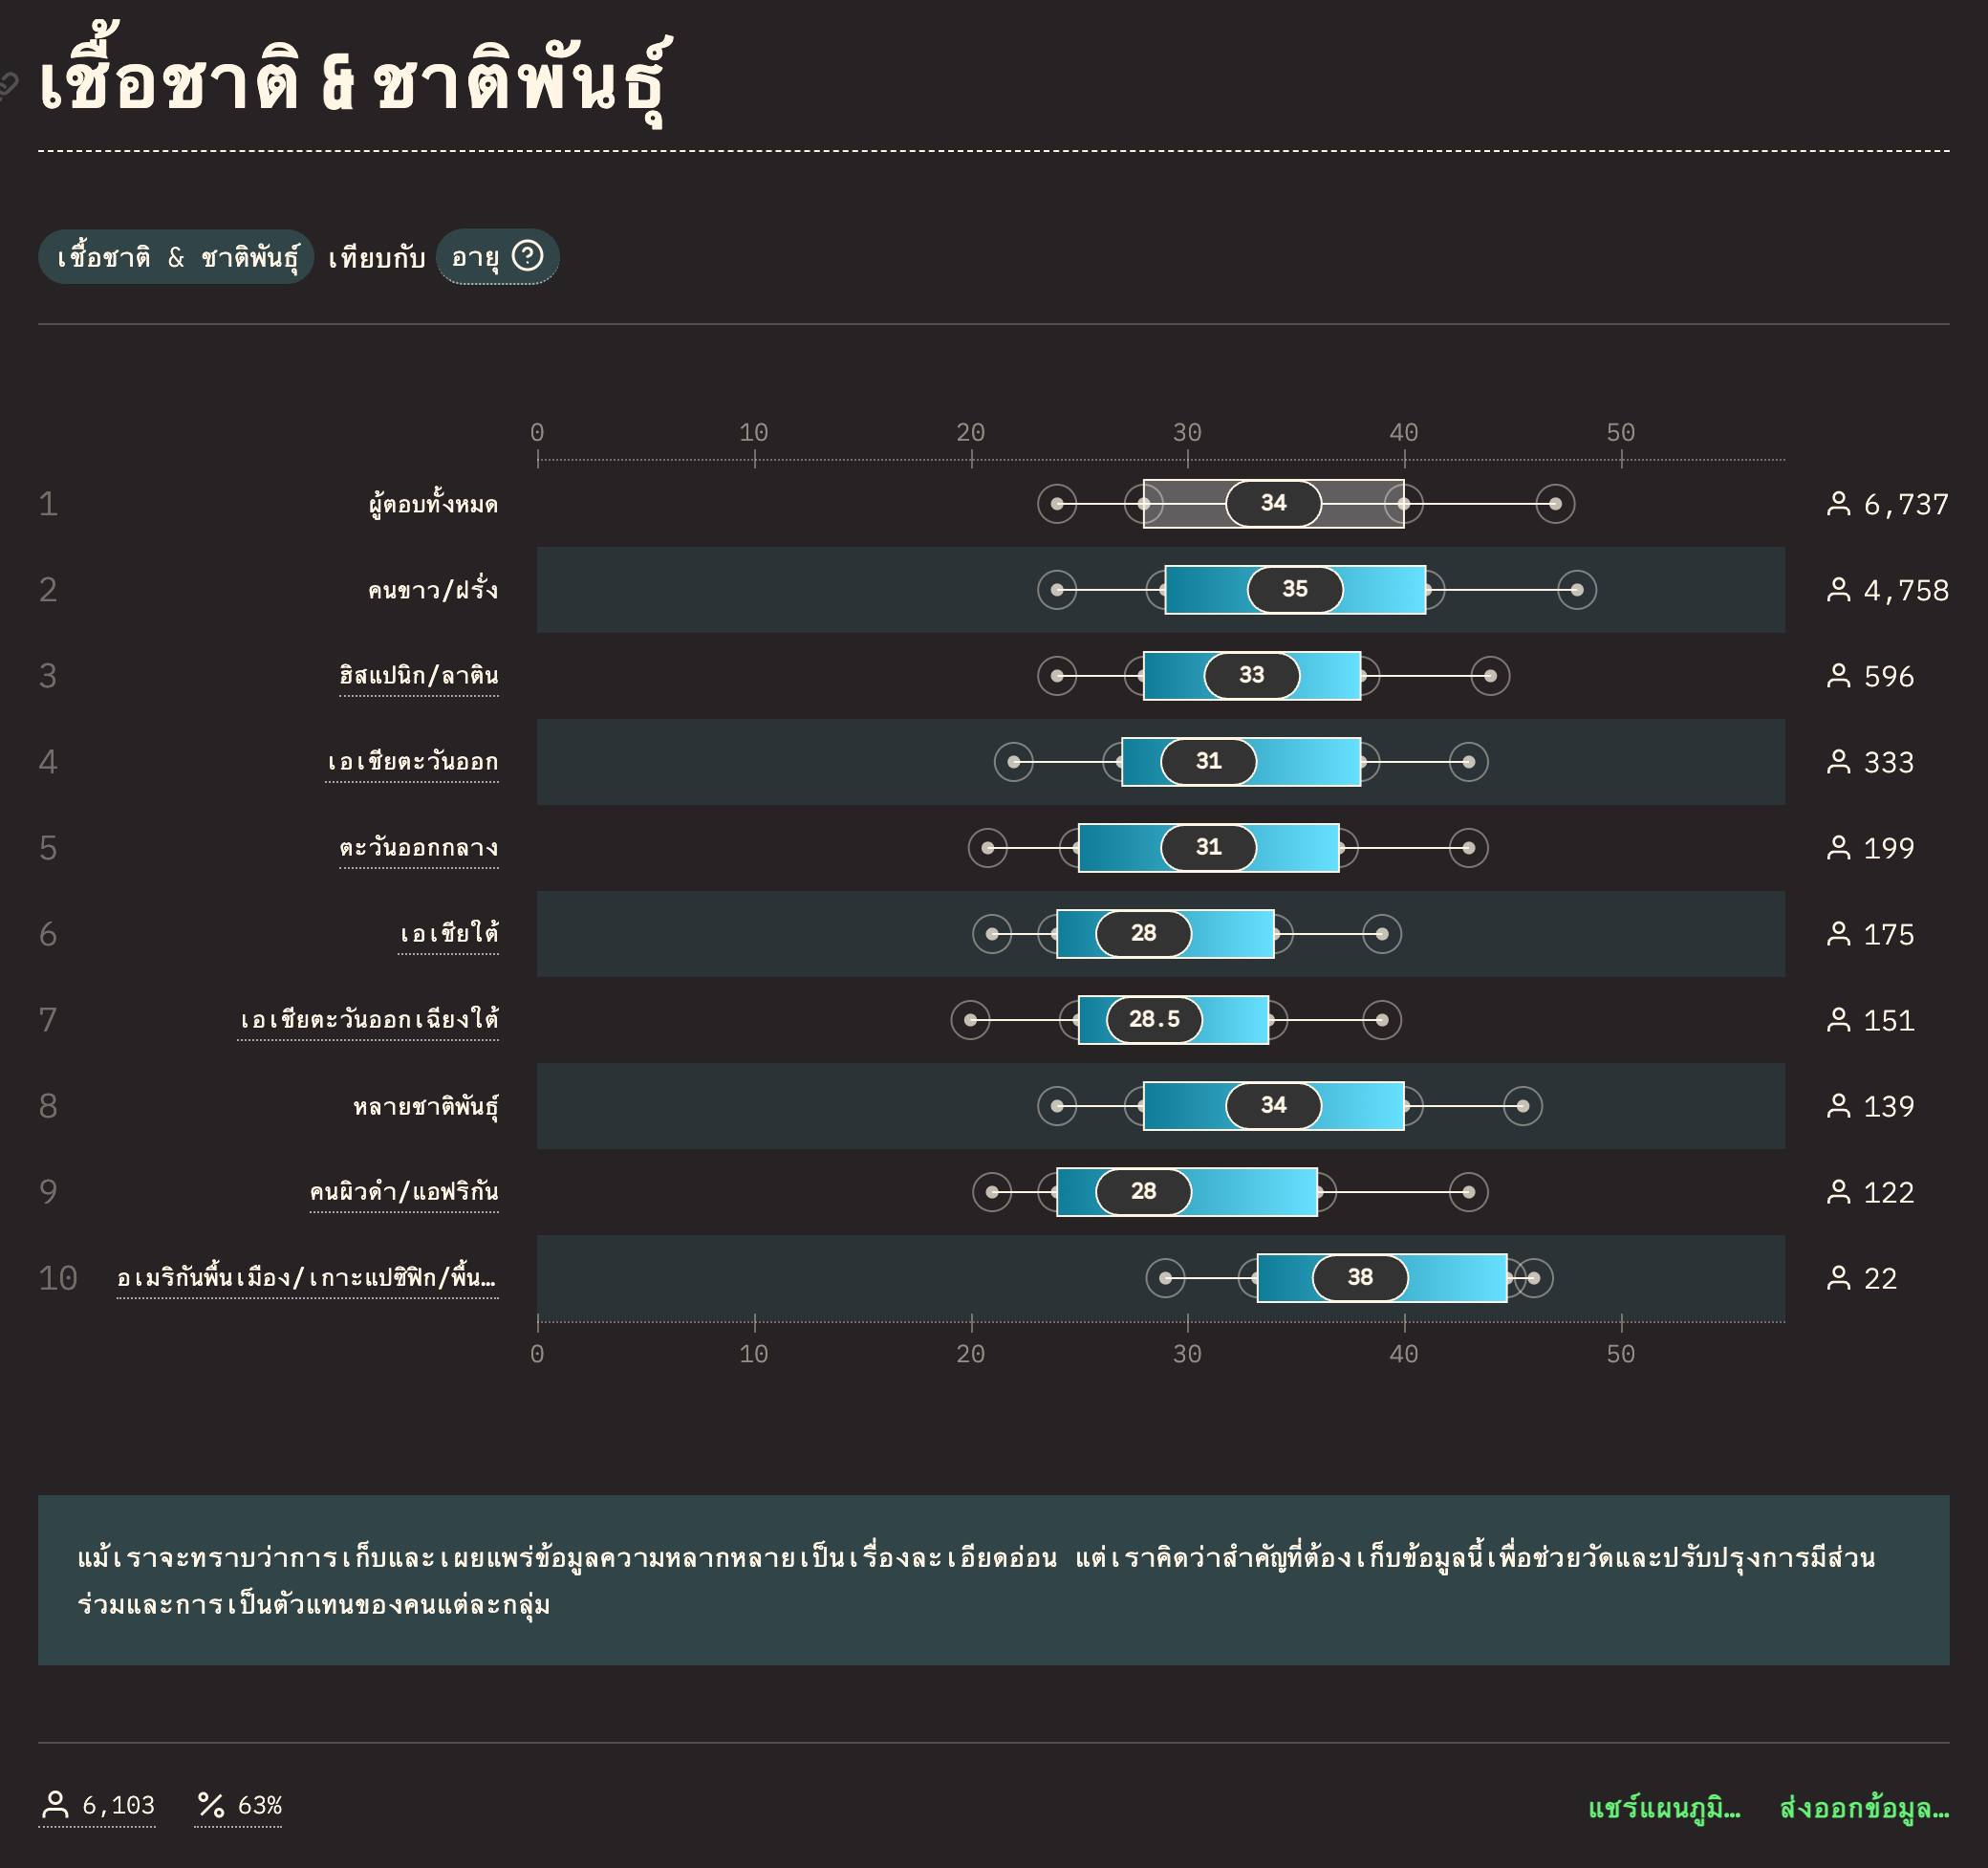 เชื้อชาติ & ชาติพันธุ์
เชื้อชาติ & ชาติพันธุ์ เทียบกับ อายุ
0 10 20 30 40 50
1 ผู้ตอบทั้งหมด 34 6,737
2 คนขาว/ฝรั่ง 35 4,758
3 ฮิสแปนิก/ลาติน 33 596
4 เอเชียตะวันออก 31 333
5 ตะวันออกกลาง 31 199
6 เอเชียใต้ 28 175
7 เอเชียตะวันออกเฉียงใต้ 28.5 151
8 หลายชาติพันธุ์ 34 139
9 คนผิวดำ/แอฟริกัน 28 122
10 อเมริกันพื้นเมือง/เกาะแปซิฟิก/พื้น… 38 22
0 10 20 30 40 50
แม้เราจะทราบว่าการเก็บและเผยแพร่ข้อมูลความหลากหลายเป็นเรื่องละเอียดอ่อน แต่เราคิดว่าสำคัญที่ต้องเก็บข้อมูลนี้เพื่อช่วยวัดและปรับปรุงการมีส่วน
ร่วมและการเป็นตัวแทนของคนแต่ละกลุ่ม
6,103 63% แชร์แผนภูมิ… ส่งออกข้อมูล…